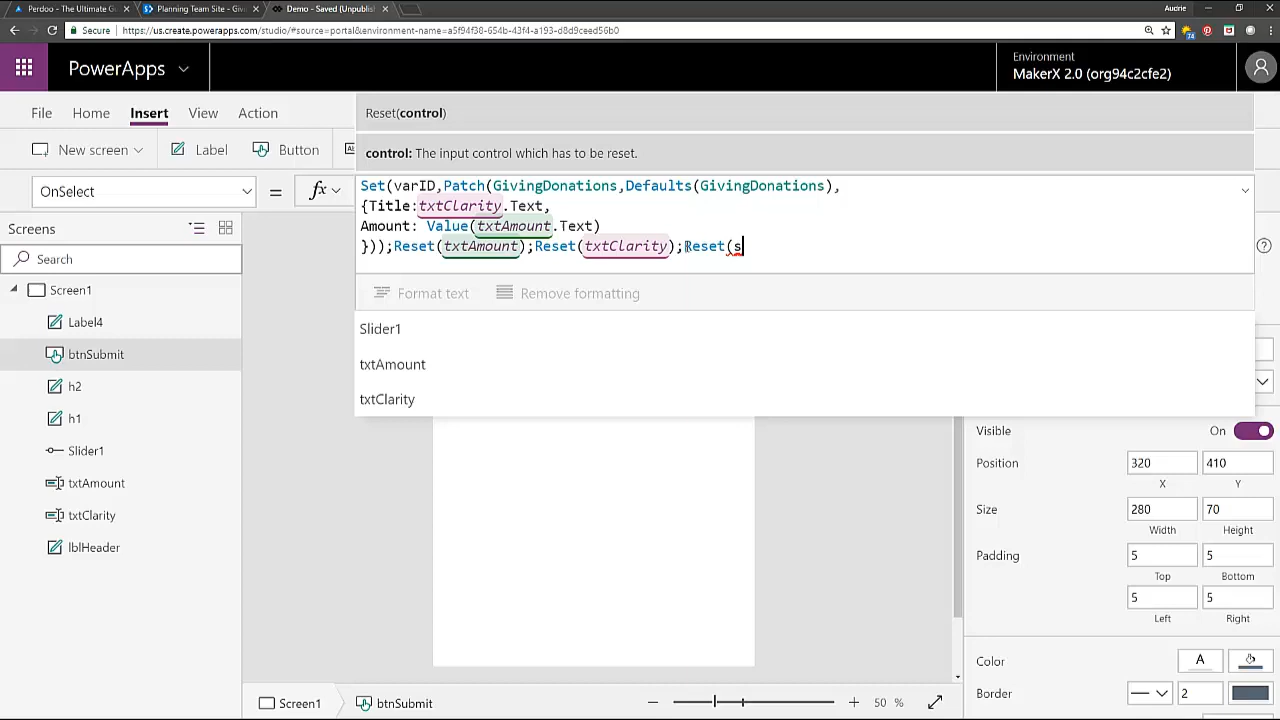 Perdoo - The Ultimate Gu
Planning Team Site - Givi
Demo - Saved (Unpublish
Audrie
Secure
https://us.create.powerapps.com/studio/#source=portal&environment-name=a5f94f38-654b-43f4-a193-d8d9ceed56b0
PowerApps
Environment
MakerX 2.0 (org94c2cfe2)
File
Home
Insert
View
Action
Reset(control)
New screen
Label
Button
control: The input control which has to be reset.
OnSelect
=
fx
Set(varID,Patch(GivingDonations,Defaults(GivingDonations),
{Title:txtClarity.Text,
Amount: Value(txtAmount.Text)
}));Reset(txtAmount);Reset(txtClarity);Reset(s
Format text
Remove formatting
Slider1
txtAmount
txtClarity
Screens
Search
Screen1
Label4
btnSubmit
h2
h1
Slider1
txtAmount
txtClarity
lblHeader
Visible
On
Position
320
410
X
Y
Size
280
70
Width
Height
Padding
5
5
Top
Bottom
5
5
Left
Right
Color
A
Border
2
Screen1
btnSubmit
50 %